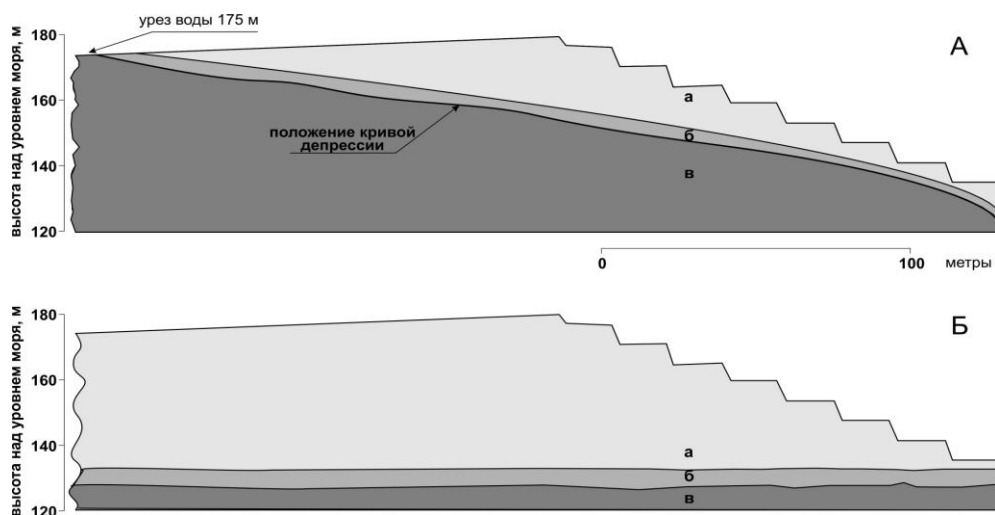 урез воды 175 м
А
высота над уровнем моря, м
180
160
140
120
положение кривой
депрессии
а
б
в
0
100
метры
Б
высота над уровнем моря, м
180
160
140
120
а
б
в